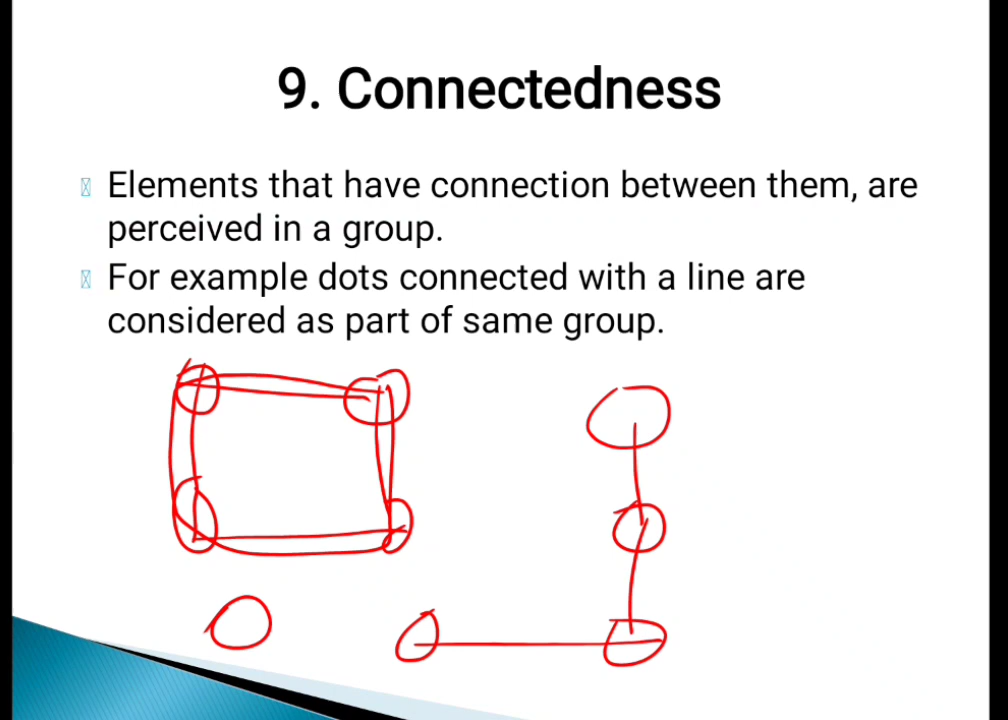 9. Connectedness
Elements that have connection between them, are
perceived in a group.
For example dots connected with a line are
considered as part of same group.